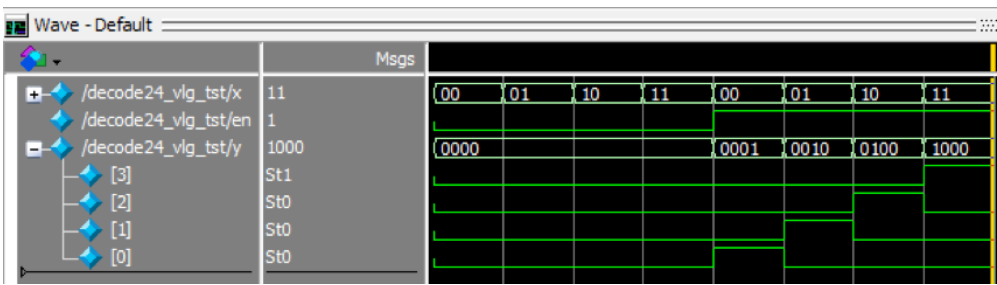 Wave - Default
Msgs
/decode24_vlg_tst/x 11 00 01 10 11 00 01 10 11
/decode24_vlg_tst/en 1
/decode24_vlg_tst/y 1000 0000 0001 0010 0100 1000
[3] St1
[2] St0
[1] St0
[0] St0